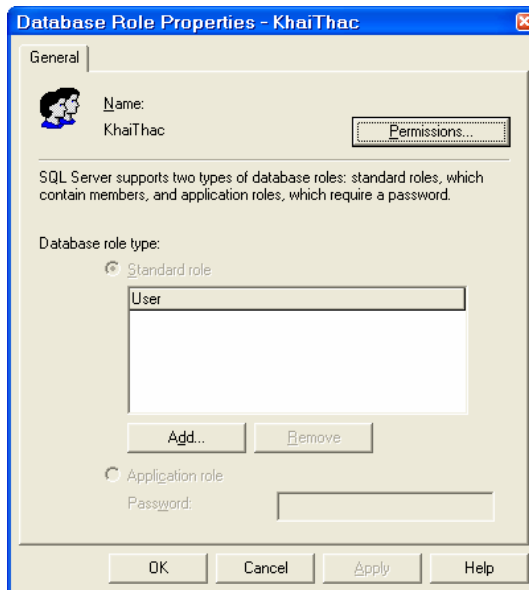 Database Role Properties - KhaiThac
General
Name:
KhaiThac
Permissions...
SQL Server supports two types of database roles: standard roles, which
contain members, and application roles, which require a password.
Database role type:
Standard role
User
Add...
Remove
Application role
Password:
OK
Cancel
Apply
Help